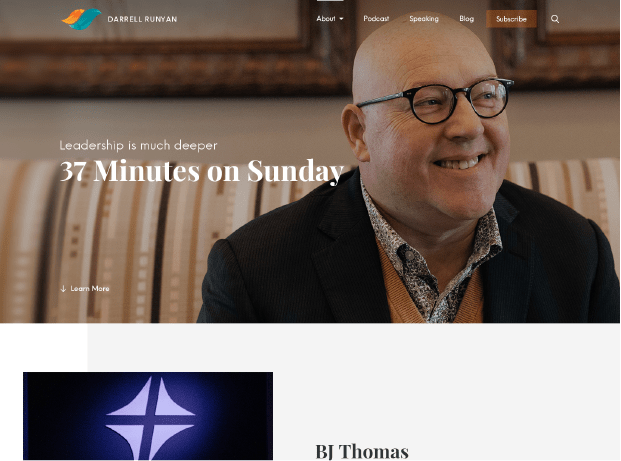 DARRELL RUNYAN
About
Podcast
Speaking
Blog
Subscribe
Leadership is much deeper
37 Minutes on Sunday
Learn More
BJ Thomas